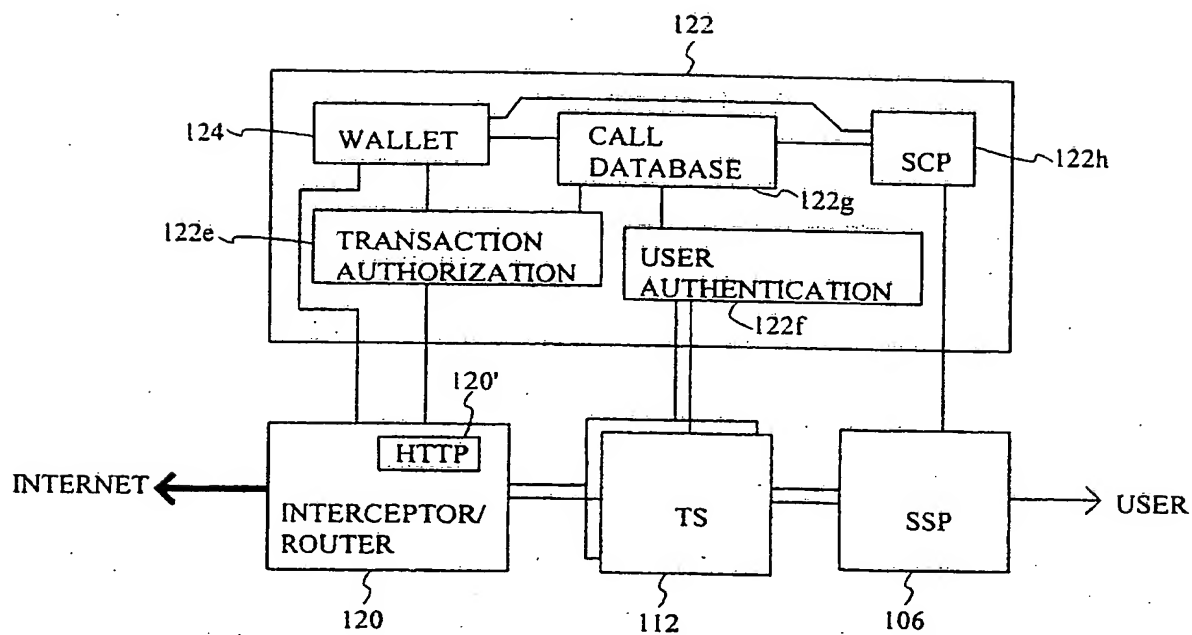 122
124
WALLET
CALL
DATABASE
SCP
122h
122g
122e
TRANSACTION
AUTHORIZATION
USER
AUTHENTICATION
122f
120'
HTTP
INTERNET
INTERCEPTOR/
ROUTER
TS
SSP
USER
120
112
106